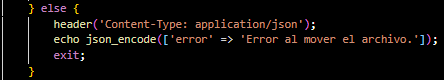 } else {
header('Content-Type: application/json');
echo json_encode(['error' => 'Error al mover el archivo.']);
exit;
}